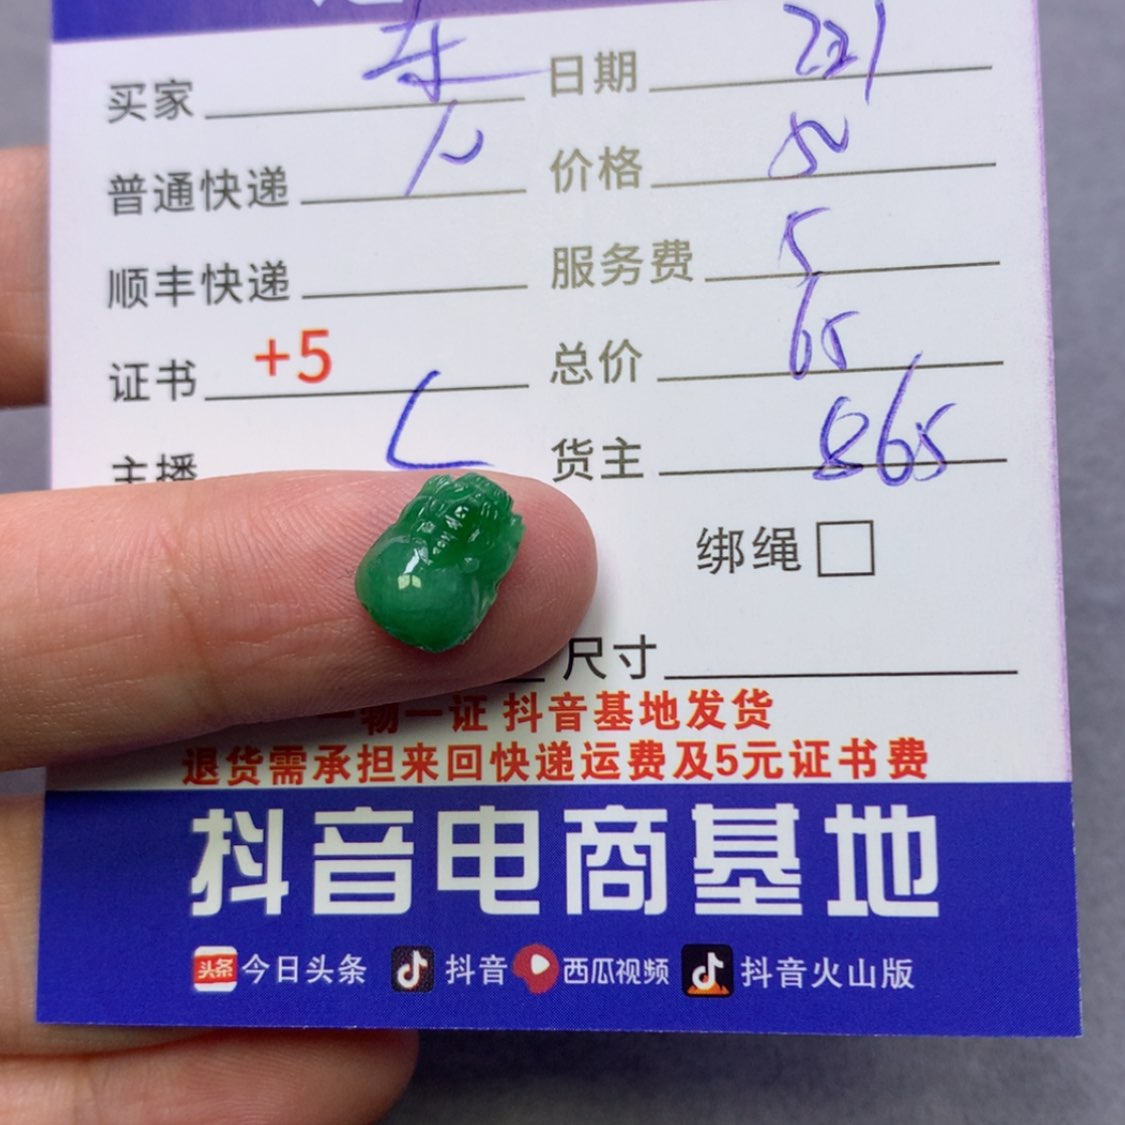 买家 日期 221
普通快递 价格
顺丰快递 服务费 5
证书 +5 总价 65
主播 货主 865
绑绳
尺寸
一物一证 抖音基地发货
退货需承担来回快递运费及5元证书费
抖音电商基地
头条 今日头条 抖音 西瓜视频 抖音火山版